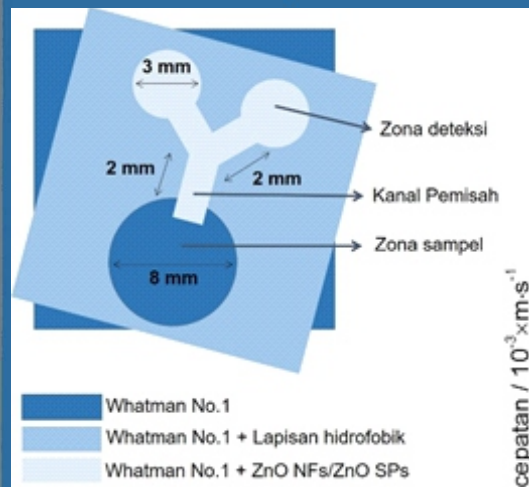 3 mm
Zona deteksi
2 mm
2 mm
Kanal Pemisah
Zona sampel
8 mm
Whatman No.1
Whatman No.1 + Lapisan hidrofobik
Whatman No.1 + ZnO NFs/ZnO SPs
cepatan / 10⁻³×m·s⁻¹